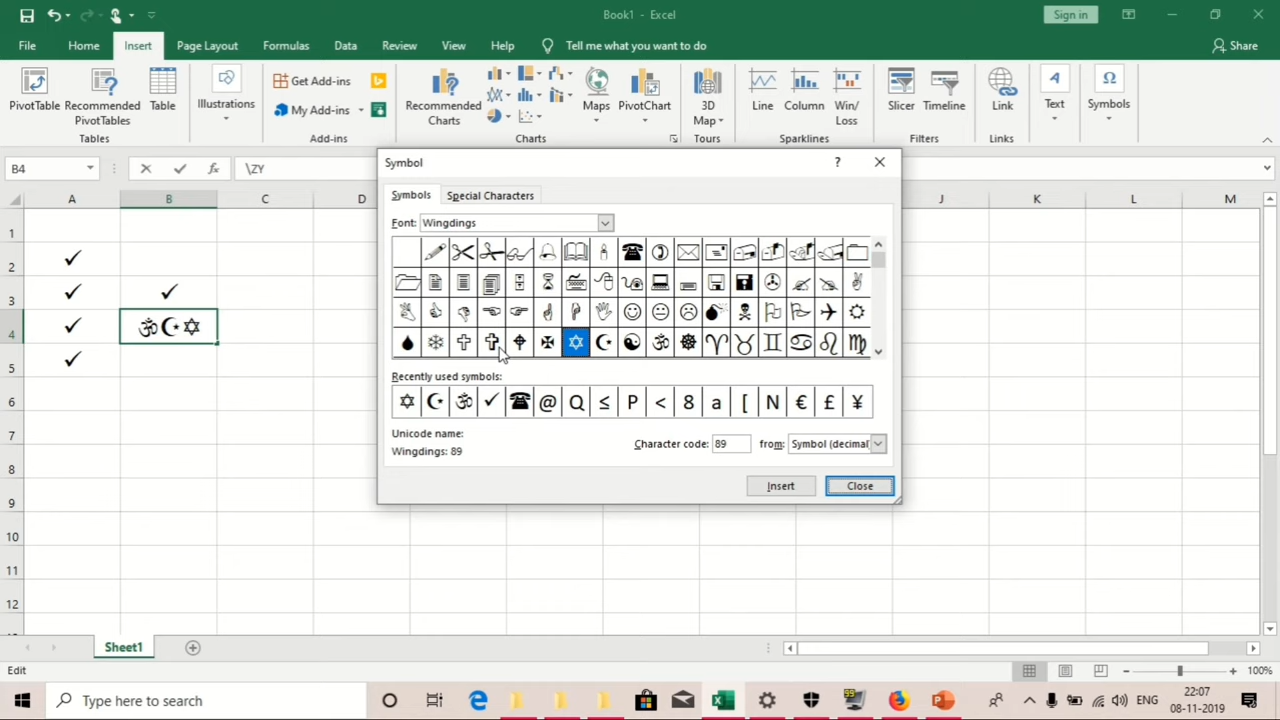 Book1 - Excel
Sign in
File Home Insert Page Layout Formulas Data Review View Help Tell me what you want to do Share
PivotTable Recommended PivotTables Table
Tables
Illustrations
Get Add-ins
My Add-ins
Add-ins
Recommended Charts
Maps PivotChart
Charts
3D Map
Tours
Line Column Win/Loss
Sparklines
Slicer Timeline
Filters
Link
Links
Text
Symbols
B4 fx \ZY
A B C D J K L M
1
2 ✓
3 ✓ ✓
4 ✓ ॐ☪✡
5 ✓
6
7
8
9
10
11
12
Symbol ?
Symbols Special Characters
Font: Wingdings
Recently used symbols:
✡ ☪ ॐ ✓ ☎ @ Q ≤ P < 8 a [ N € £ ¥
Unicode name:
Wingdings: 89
Character code: 89 from: Symbol (decimal
Insert Close
Sheet1
Edit 100%
Type here to search
99
ENG
22:07
08-11-2019